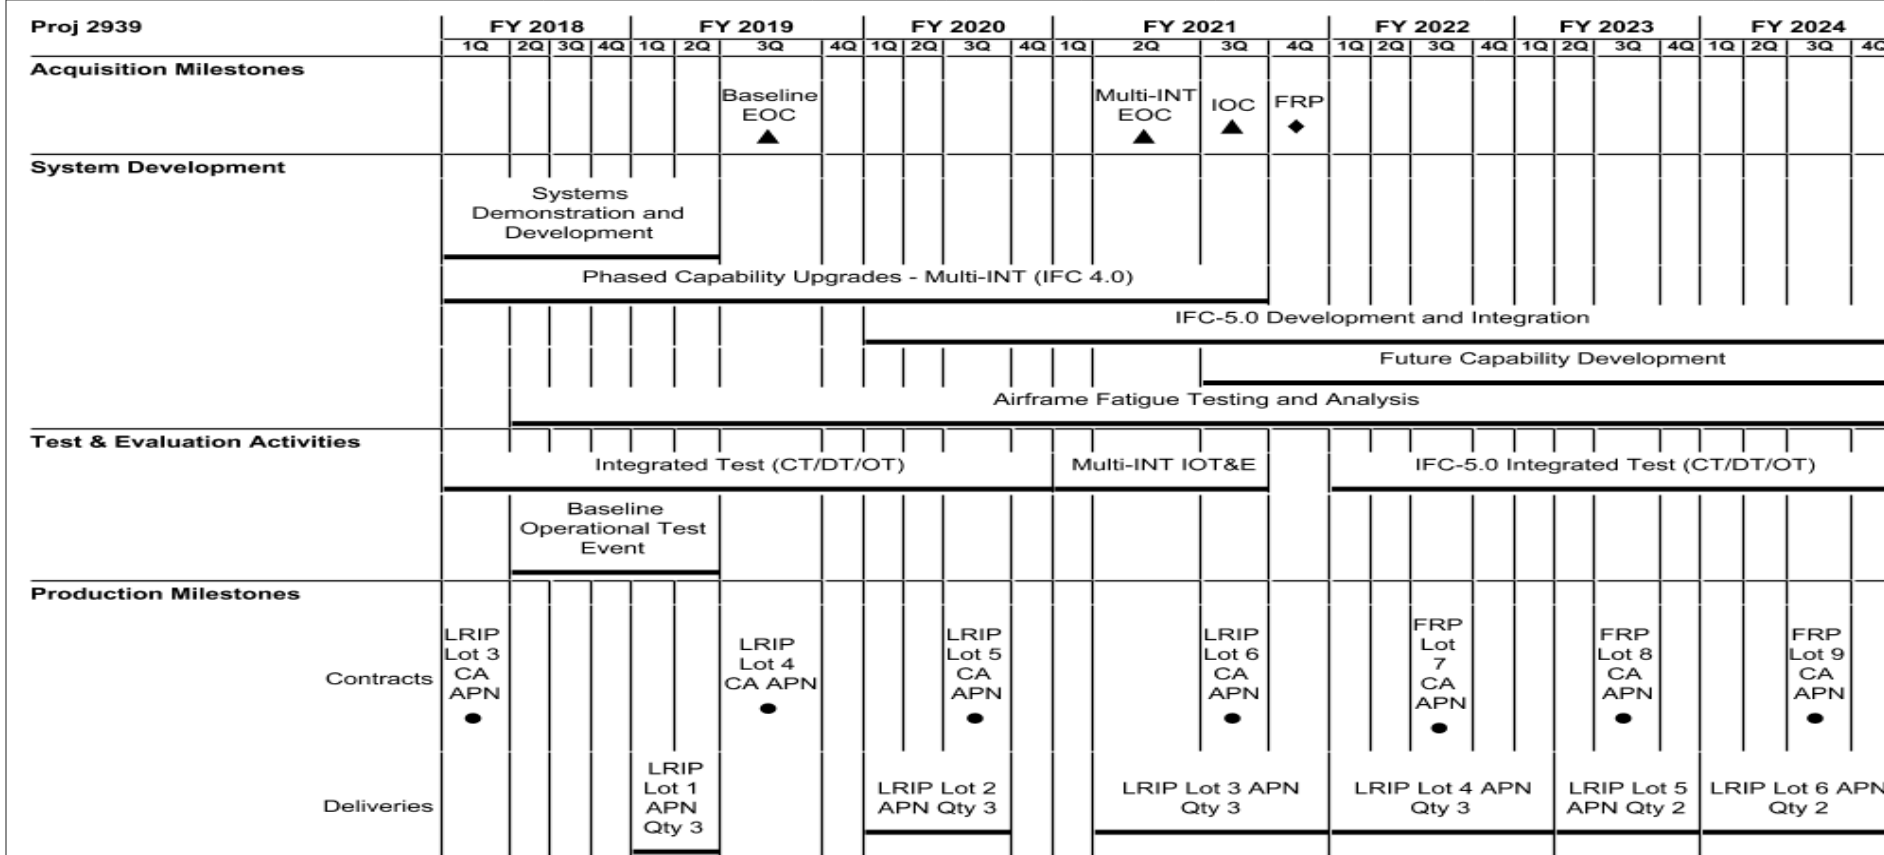 Proj 2939 FY 2018 FY 2019 FY 2020 FY 2021 FY 2022 FY 2023 FY 2024
1Q 2Q 3Q 4Q 1Q 2Q 3Q 4Q 1Q 2Q 3Q 4Q 1Q 2Q 3Q 4Q 1Q 2Q 3Q 4Q 1Q 2Q 3Q 4Q 1Q 2Q 3Q 4Q
Acquisition Milestones
Baseline
EOC
Multi-INT
EOC
IOC
FRP
System Development
Systems
Demonstration and
Development
Phased Capability Upgrades - Multi-INT (IFC 4.0)
IFC-5.0 Development and Integration
Future Capability Development
Airframe Fatigue Testing and Analysis
Test & Evaluation Activities
Integrated Test (CT/DT/OT)
Multi-INT IOT&E
IFC-5.0 Integrated Test (CT/DT/OT)
Baseline
Operational Test
Event
Production Milestones
Contracts
LRIP
Lot 3
CA
APN
LRIP
Lot 4
CA APN
LRIP
Lot 5
CA
APN
LRIP
Lot 6
CA
APN
FRP
Lot
7
CA
APN
FRP
Lot 8
CA
APN
FRP
Lot 9
CA
APN
Deliveries
LRIP
Lot 1
APN
Qty 3
LRIP Lot 2
APN Qty 3
LRIP Lot 3 APN
Qty 3
LRIP Lot 4 APN
Qty 3
LRIP Lot 5
APN Qty 2
LRIP Lot 6 APN
Qty 2